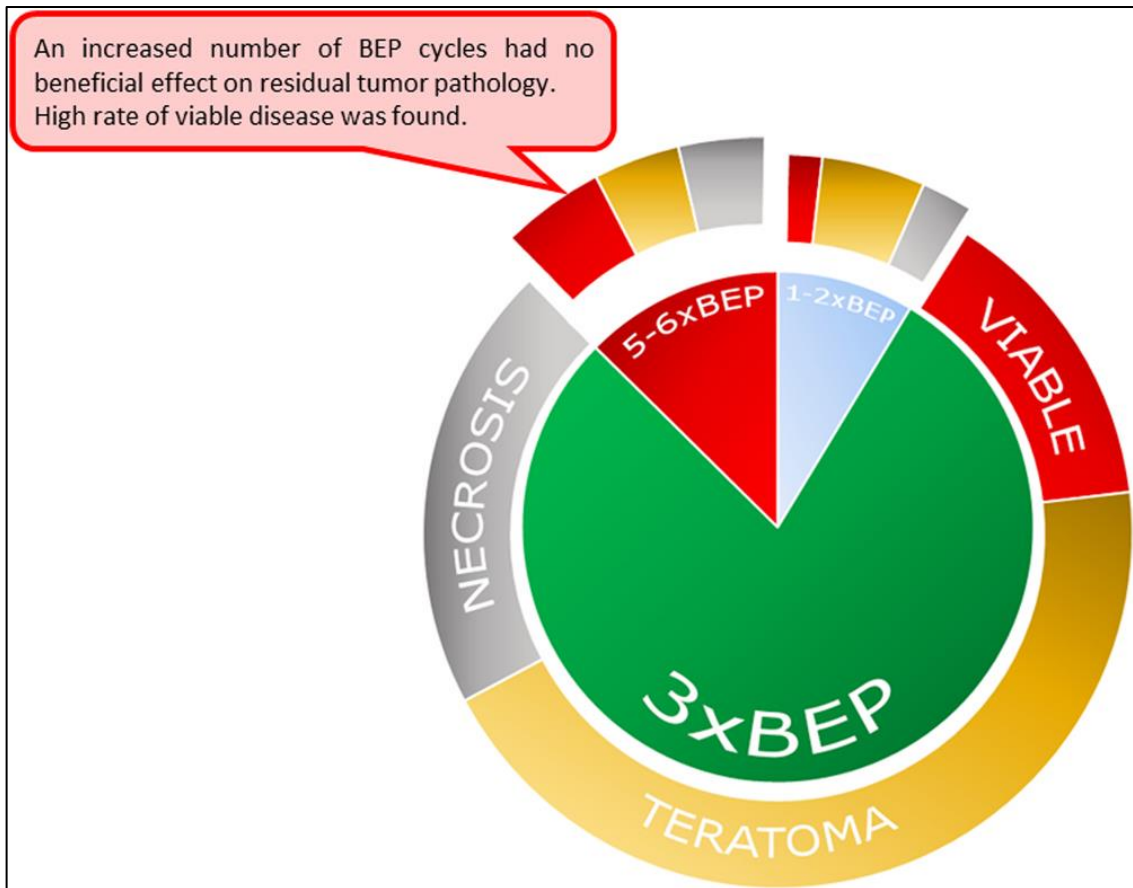 An increased number of BEP cycles had no
beneficial effect on residual tumor pathology.
High rate of viable disease was found.
5-6xBEP
1-2xBEP
VIABLE
NECROSIS
3xBEP
TERATOMA